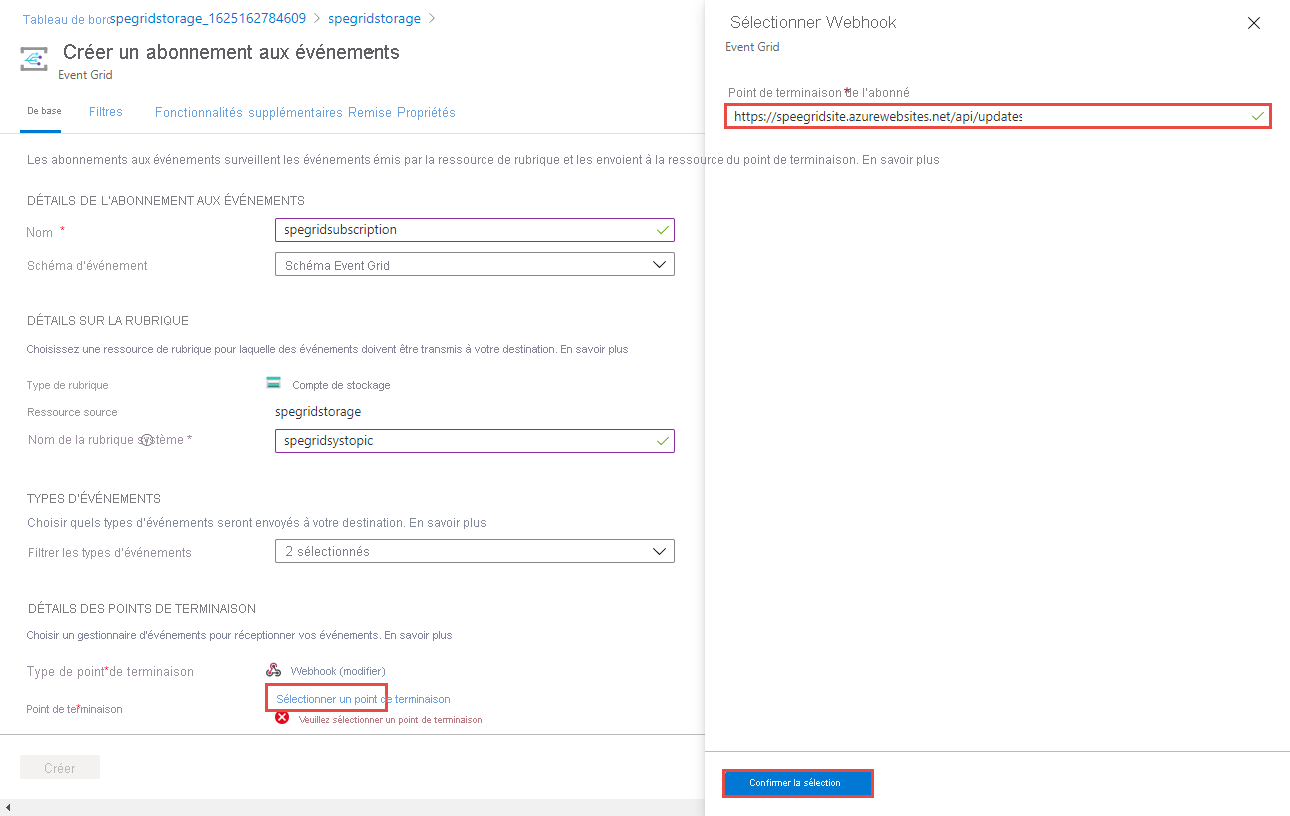 Tableau de bord spegridstorage_1625162784609 > spegridstorage >
Créer un abonnement aux événements
Event Grid
De base Filtres Fonctionnalités supplémentaires Remise Propriétés
Les abonnements aux événements surveillent les événements émis par la ressource de rubrique et les envoient à la ressource du point de terminaison. En savoir plus
DÉTAILS DE L'ABONNEMENT AUX ÉVÉNEMENTS
Nom * spegridsubscription
Schéma d'événement Schéma Event Grid
DÉTAILS SUR LA RUBRIQUE
Choisissez une ressource de rubrique pour laquelle des événements doivent être transmis à votre destination. En savoir plus
Type de rubrique Compte de stockage
Ressource source spegridstorage
Nom de la rubrique système * spegridsystopic
TYPES D'ÉVÉNEMENTS
Choisir quels types d'événements seront envoyés à votre destination. En savoir plus
Filtrer les types d'événements 2 sélectionnés
DÉTAILS DES POINTS DE TERMINAISON
Choisir un gestionnaire d'événements pour réceptionner vos événements. En savoir plus
Type de point de terminaison * Webhook (modifier)
Sélectionner un point de terminaison
Point de terminaison *
Veuillez sélectionner un point de terminaison
Créer
Sélectionner Webhook
Event Grid
Point de terminaison de l'abonné *
https://speegridsite.azurewebsites.net/api/updates
Confirmer la sélection